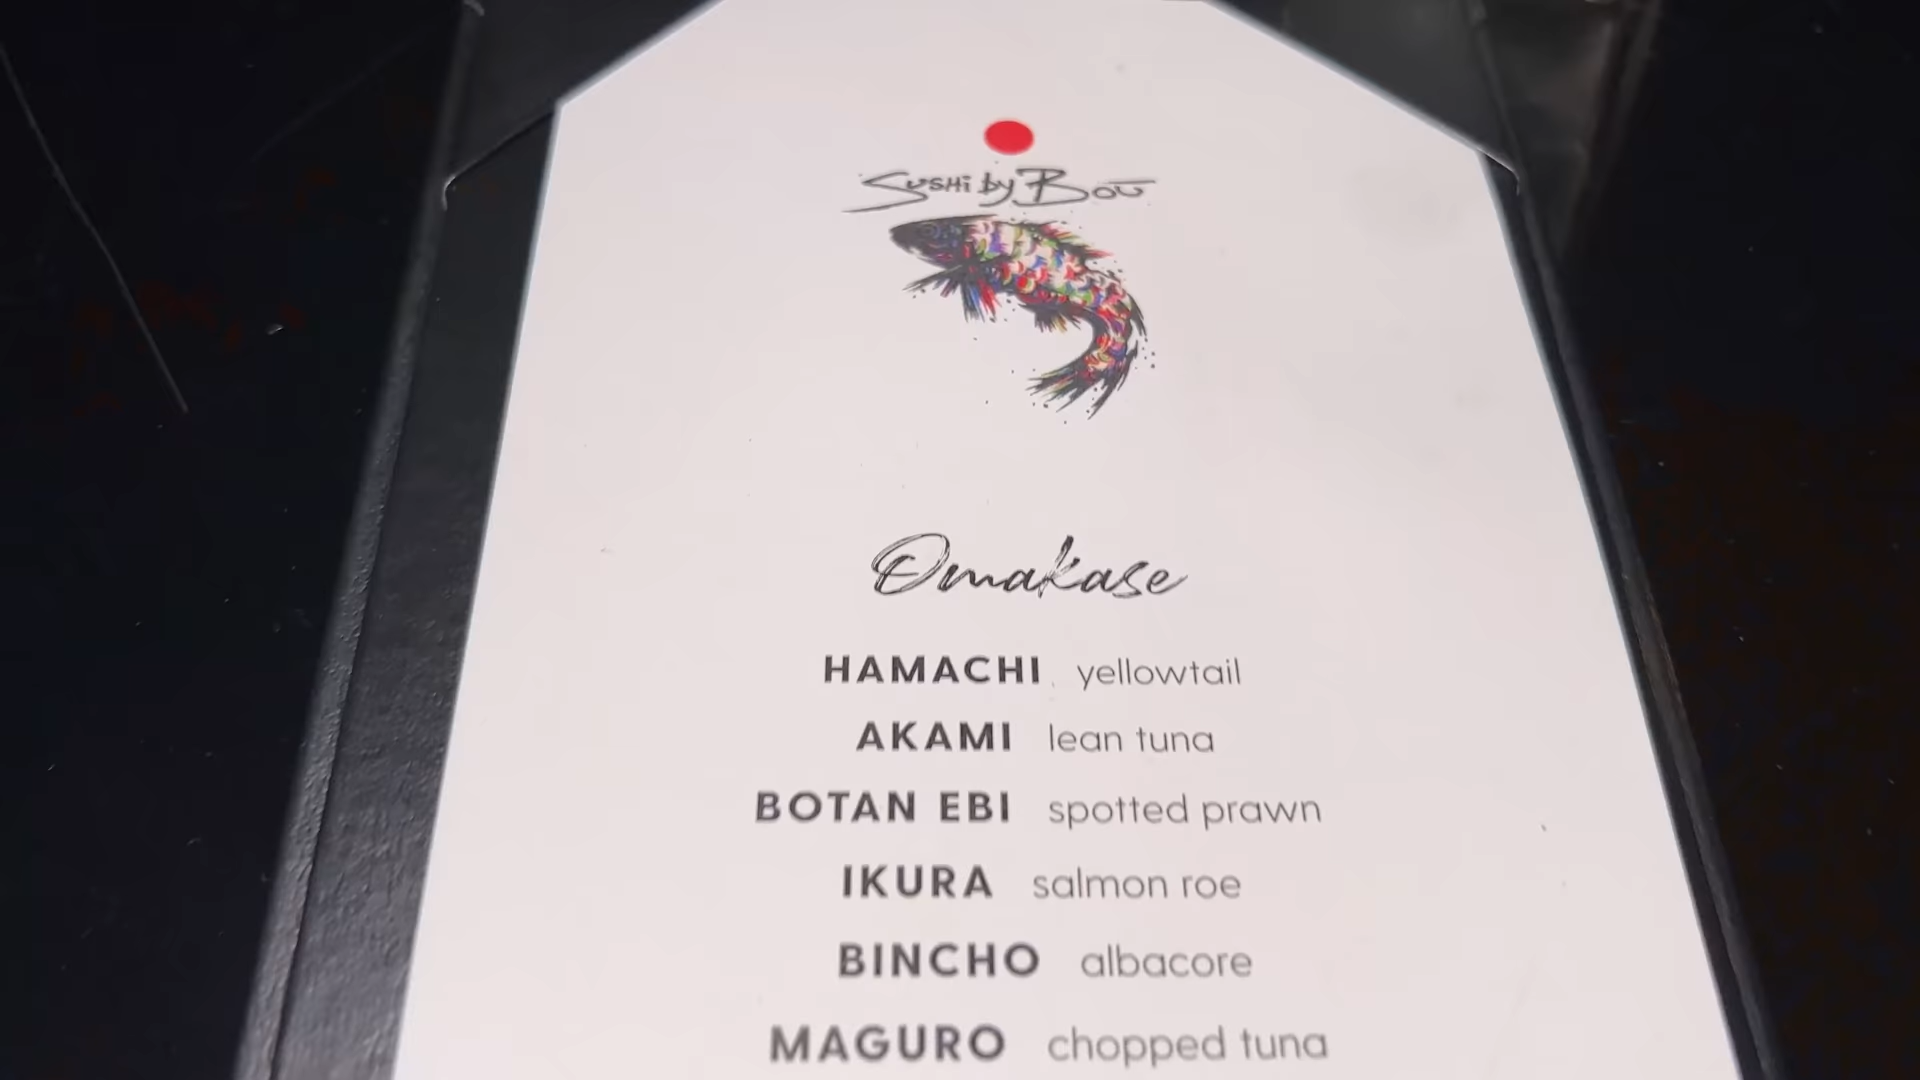 Sushi by Bou
Omakase
HAMACHI yellowtail
AKAMI lean tuna
BOTAN EBI spotted prawn
IKURA salmon roe
BINCHO albacore
MAGURO chopped tuna